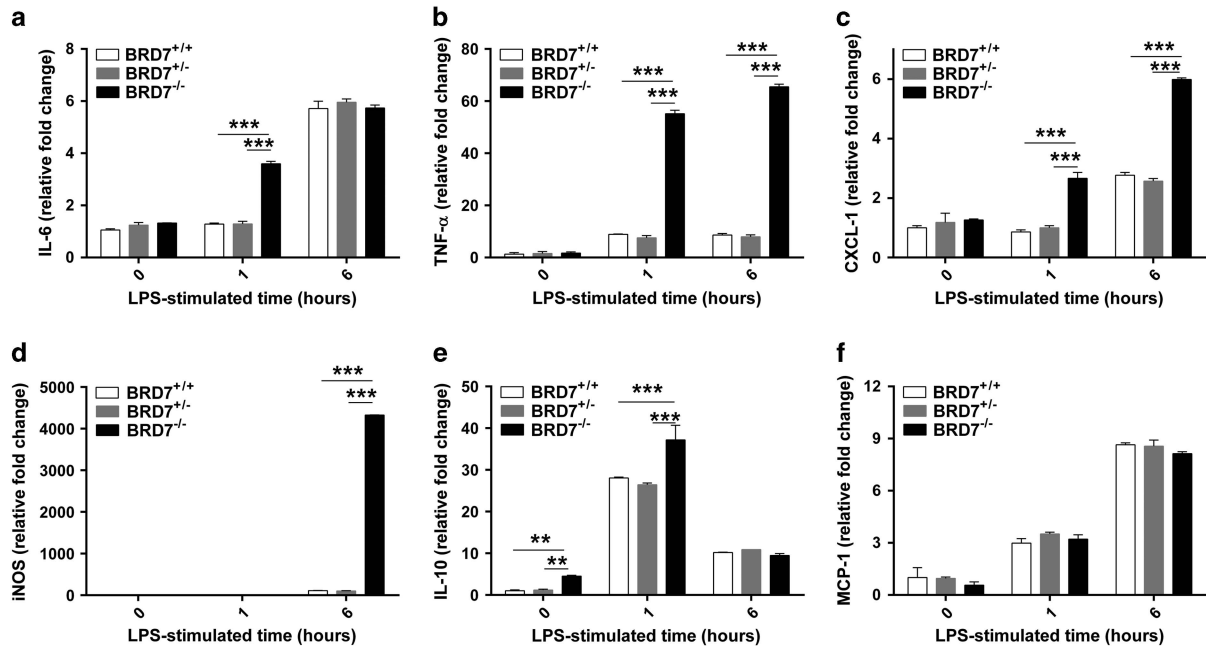 a
IL-6 (relative fold change)
8
6
4
2
0
BRD7+/+
BRD7+/-
BRD7-/-
***
***
0 1 6
LPS-stimulated time (hours)
b
TNF-α (relative fold change)
80
60
40
20
0
BRD7+/+
BRD7+/-
BRD7-/-
***
***
***
***
0 1 6
LPS-stimulated time (hours)
c
CXCL-1 (relative fold change)
6
4
2
0
BRD7+/+
BRD7+/-
BRD7-/-
***
***
***
***
0 1 6
LPS-stimulated time (hours)
d
iNOS (relative fold change)
5000
4000
3000
2000
1000
0
BRD7+/+
BRD7+/-
BRD7-/-
***
***
0 1 6
LPS-stimulated time (hours)
e
IL-10 (relative fold change)
50
40
30
20
10
0
BRD7+/+
BRD7+/-
BRD7-/-
**
**
***
***
0 1 6
LPS-stimulated time (hours)
f
MCP-1 (relative fold change)
12
9
6
3
0
BRD7+/+
BRD7+/-
BRD7-/-
0 1 6
LPS-stimulated time (hours)